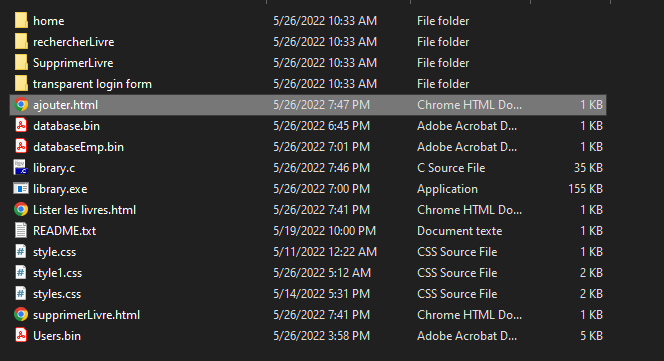 home 5/26/2022 10:33 AM File folder
rechercherLivre 5/26/2022 10:33 AM File folder
SupprimerLivre 5/26/2022 10:33 AM File folder
transparent login form 5/26/2022 10:33 AM File folder
ajouter.html 5/26/2022 7:47 PM Chrome HTML Do... 1 KB
database.bin 5/26/2022 6:45 PM Adobe Acrobat D... 1 KB
databaseEmp.bin 5/26/2022 7:01 PM Adobe Acrobat D... 1 KB
library.c 5/26/2022 7:46 PM C Source File 35 KB
library.exe 5/26/2022 7:00 PM Application 155 KB
Lister les livres.html 5/26/2022 7:41 PM Chrome HTML Do... 1 KB
README.txt 5/19/2022 10:00 PM Document texte 1 KB
style.css 5/11/2022 12:22 AM CSS Source File 1 KB
style1.css 5/26/2022 5:12 AM CSS Source File 2 KB
styles.css 5/14/2022 5:31 PM CSS Source File 2 KB
supprimerLivre.html 5/26/2022 7:41 PM Chrome HTML Do... 1 KB
Users.bin 5/26/2022 3:58 PM Adobe Acrobat D... 5 KB